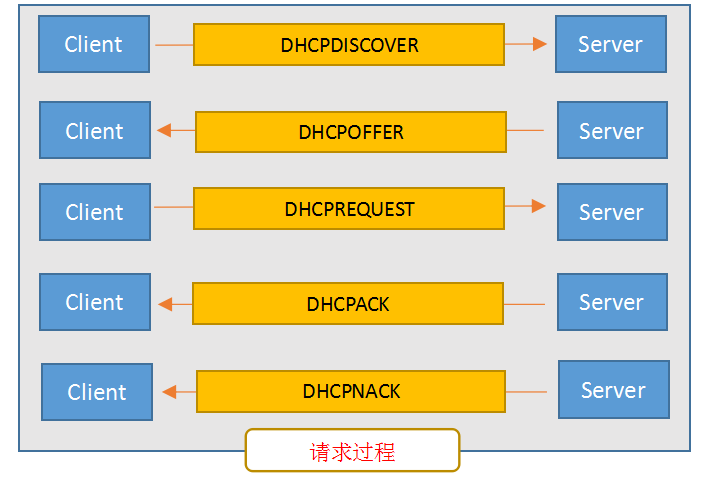 Client DHCPDISCOVER Server
Client DHCPOFFER Server
Client DHCPREQUEST Server
Client DHCPACK Server
Client DHCPNACK Server
请求过程